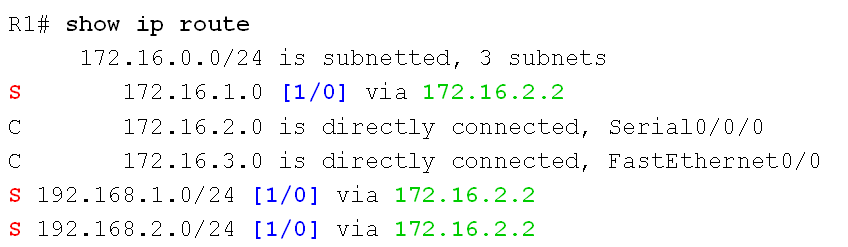 R1# show ip route
172.16.0.0/24 is subnetted, 3 subnets
S 172.16.1.0 [1/0] via 172.16.2.2
C 172.16.2.0 is directly connected, Serial0/0/0
C 172.16.3.0 is directly connected, FastEthernet0/0
S 192.168.1.0/24 [1/0] via 172.16.2.2
S 192.168.2.0/24 [1/0] via 172.16.2.2